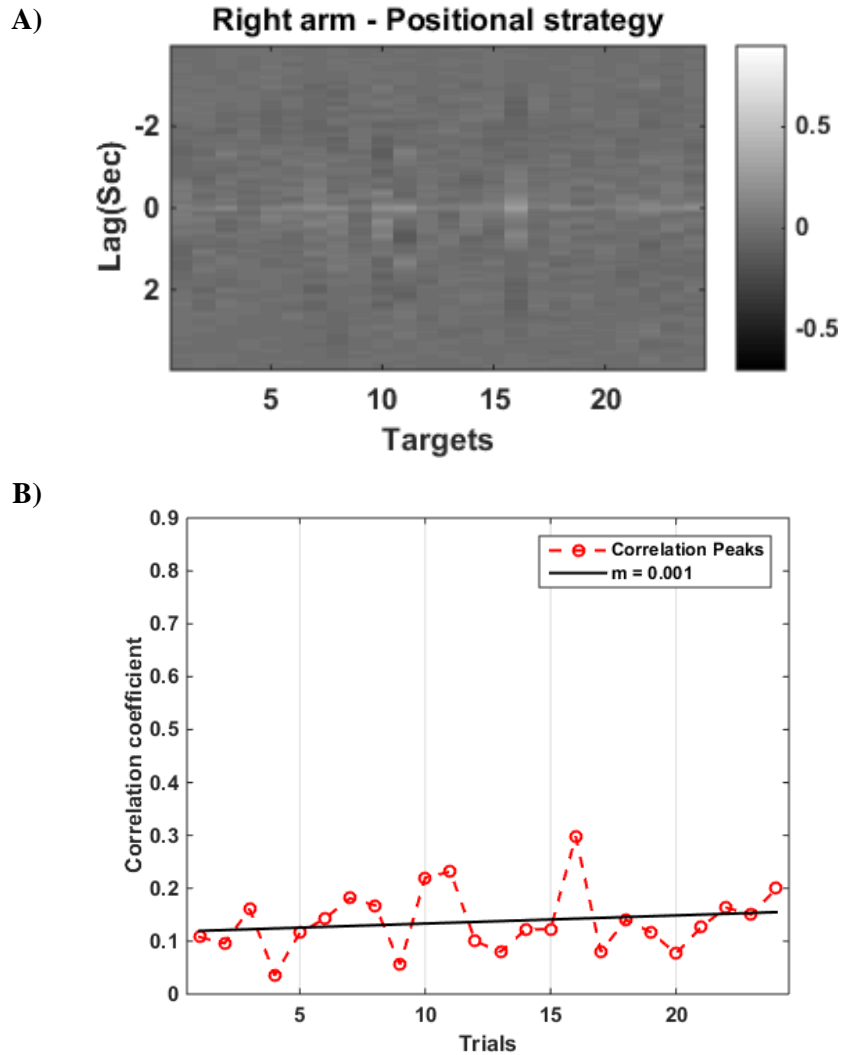 A)
Right arm - Positional strategy
Lag(Sec)
-2
0
2
5 10 15 20
Targets
0.5
0
-0.5
B)
Correlation coefficient
0.9
0.8
0.7
0.6
0.5
0.4
0.3
0.2
0.1
0
Correlation Peaks
m = 0.001
5 10 15 20
Trials